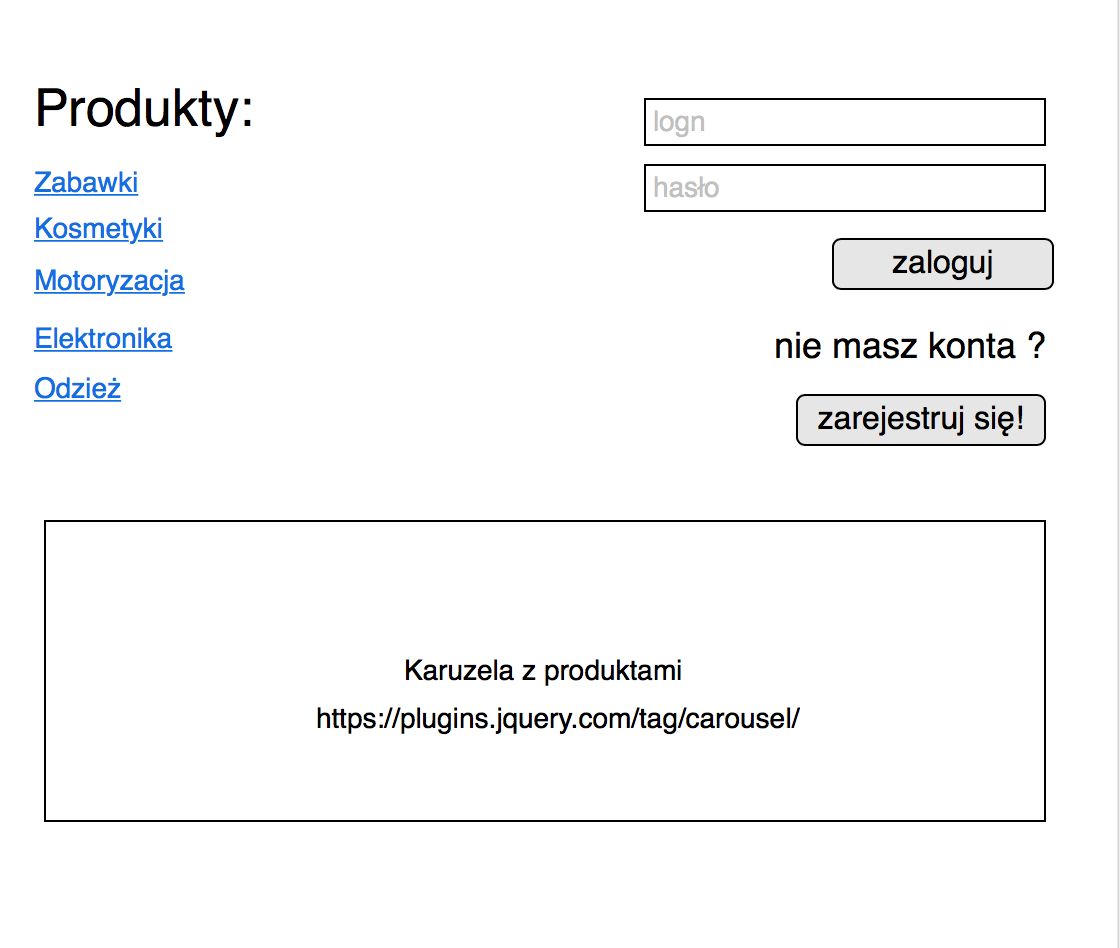 Produkty:
Zabawki
Kosmetyki
Motoryzacja
Elektronika
Odzież
logn
hasło
zaloguj
nie masz konta ?
zarejestruj się!
Karuzela z produktami
https://plugins.jquery.com/tag/carousel/